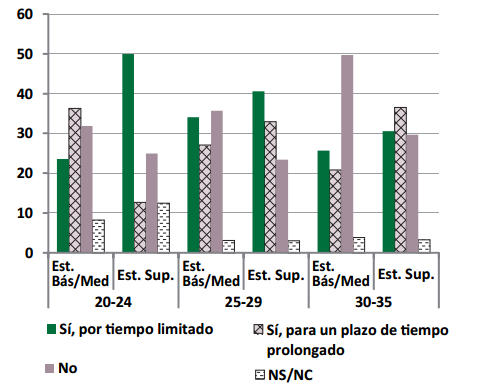 60
50
40
30
20
10
0
Est. Bás/Med
Est. Sup.
Est. Bás/Med
Est. Sup.
Est. Bás/Med
Est. Sup.
20-24
25-29
30-35
Sí, por tiempo limitado
Sí, para un plazo de tiempo
prolongado
No
NS/NC